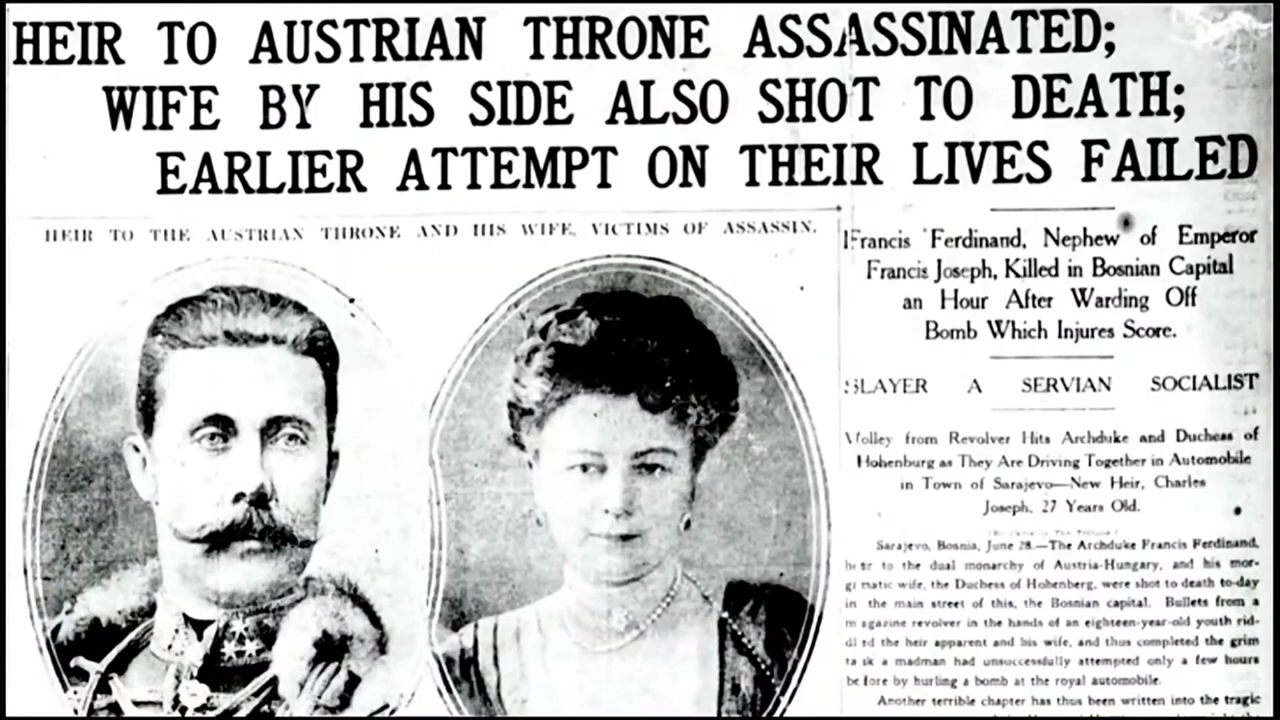 HEIR TO AUSTRIAN THRONE ASSASSINATED;
WIFE BY HIS SIDE ALSO SHOT TO DEATH;
EARLIER ATTEMPT ON THEIR LIVES FAILED
HEIR TO THE AUSTRIAN THRONE AND HIS WIFE, VICTIMS OF ASSASSIN.
Francis Ferdinand, Nephew of Emperor
Francis Joseph, Killed in Bosnian Capital
an Hour After Warding Off
Bomb Which Injures Score.
SLAYER A SERVIAN SOCIALIST
Volley from Revolver Hits Archduke and Duchess of
Hohenburg as They Are Driving Together in Automobile
in Town of Sarajevo—New Heir, Charles
Joseph, 27 Years Old.
Sarajevo, Bosnia, June 28.—The Archduke Francis Ferdinand,
heir to the dual monarchy of Austria-Hungary, and his mor-
ganatic wife, the Duchess of Hohenberg, were shot to death to-day
in the main street of this, the Bosnian capital. Bullets from a
magazine revolver in the hands of an eighteen-year-old youth rid-
dled the heir apparent and his wife, and thus completed the grim
task a madman had unsuccessfully attempted only a few hours
before by hurling a bomb at the royal automobile.
Another terrible chapter has thus been written into the tragic